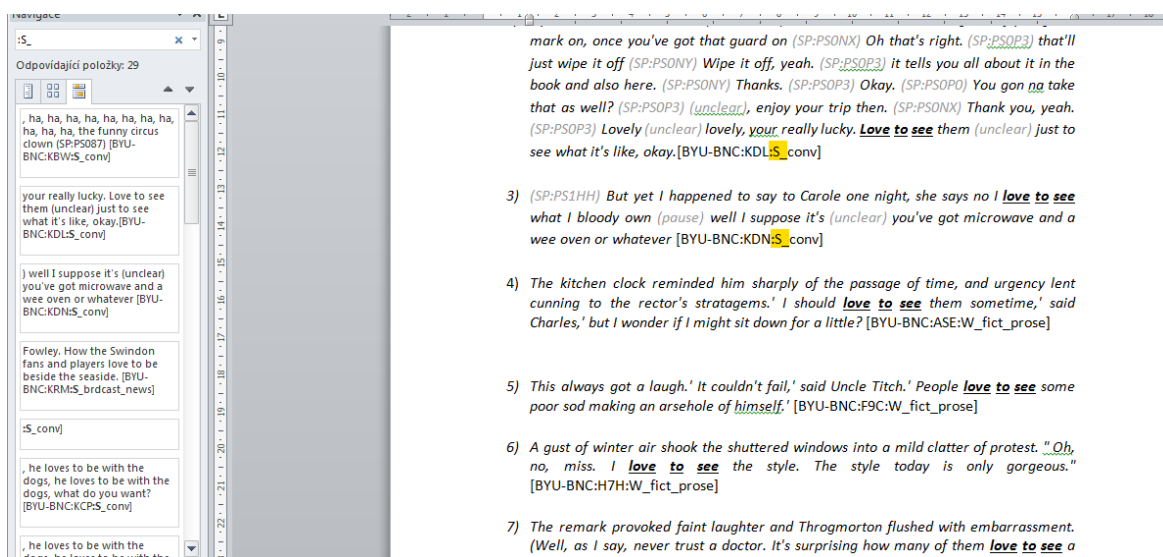 Navigace
:S_
Odpovídající položky: 29
, ha, ha, ha, ha, ha, ha, ha,
ha, ha, ha, the funny circus
clown (SP:PS087) [BYU-
BNC:KBW:S_conv]
your really lucky. Love to see
them (unclear) just to see
what it's like, okay.[BYU-
BNC:KDL:S_conv]
) well I suppose it's (unclear)
you've got microwave and a
wee oven or whatever [BYU-
BNC:KDN:S_conv]
Fowley. How the Swindon
fans and players love to be
beside the seaside. [BYU-
BNC:KRM:S_brdcast_news]
:S_conv]
, he loves to be with the
dogs, he loves to be with the
dogs, what do you want?
[BYU-BNC:KCP:S_conv]
, he loves to be with the
mark on, once you've got that guard on (SP:PS0NX) Oh that's right. (SP:PS0P3) that'll
just wipe it off (SP:PS0NY) Wipe it off, yeah. (SP:PS0P3) it tells you all about it in the
book and also here. (SP:PS0NY) Thanks. (SP:PS0P3) Okay. (SP:PS0P0) You gon na take
that as well? (SP:PS0P3) (unclear), enjoy your trip then. (SP:PS0NX) Thank you, yeah.
(SP:PS0P3) Lovely (unclear) lovely, your really lucky. Love to see them (unclear) just to
see what it's like, okay.[BYU-BNC:KDL:S_conv]
3) (SP:PS1HH) But yet I happened to say to Carole one night, she says no I love to see
what I bloody own (pause) well I suppose it's (unclear) you've got microwave and a
wee oven or whatever [BYU-BNC:KDN:S_conv]
4) The kitchen clock reminded him sharply of the passage of time, and urgency lent
cunning to the rector's stratagems.' I should love to see them sometime,' said
Charles,' but I wonder if I might sit down for a little? [BYU-BNC:ASE:W_fict_prose]
5) This always got a laugh.' It couldn't fail,' said Uncle Titch.' People love to see some
poor sod making an arsehole of himself.' [BYU-BNC:F9C:W_fict_prose]
6) A gust of winter air shook the shuttered windows into a mild clatter of protest. " Oh,
no, miss. I love to see the style. The style today is only gorgeous."
[BYU-BNC:H7H:W_fict_prose]
7) The remark provoked faint laughter and Throgmorton flushed with embarrassment.
(Well, as I say, never trust a doctor. It's surprising how many of them love to see a